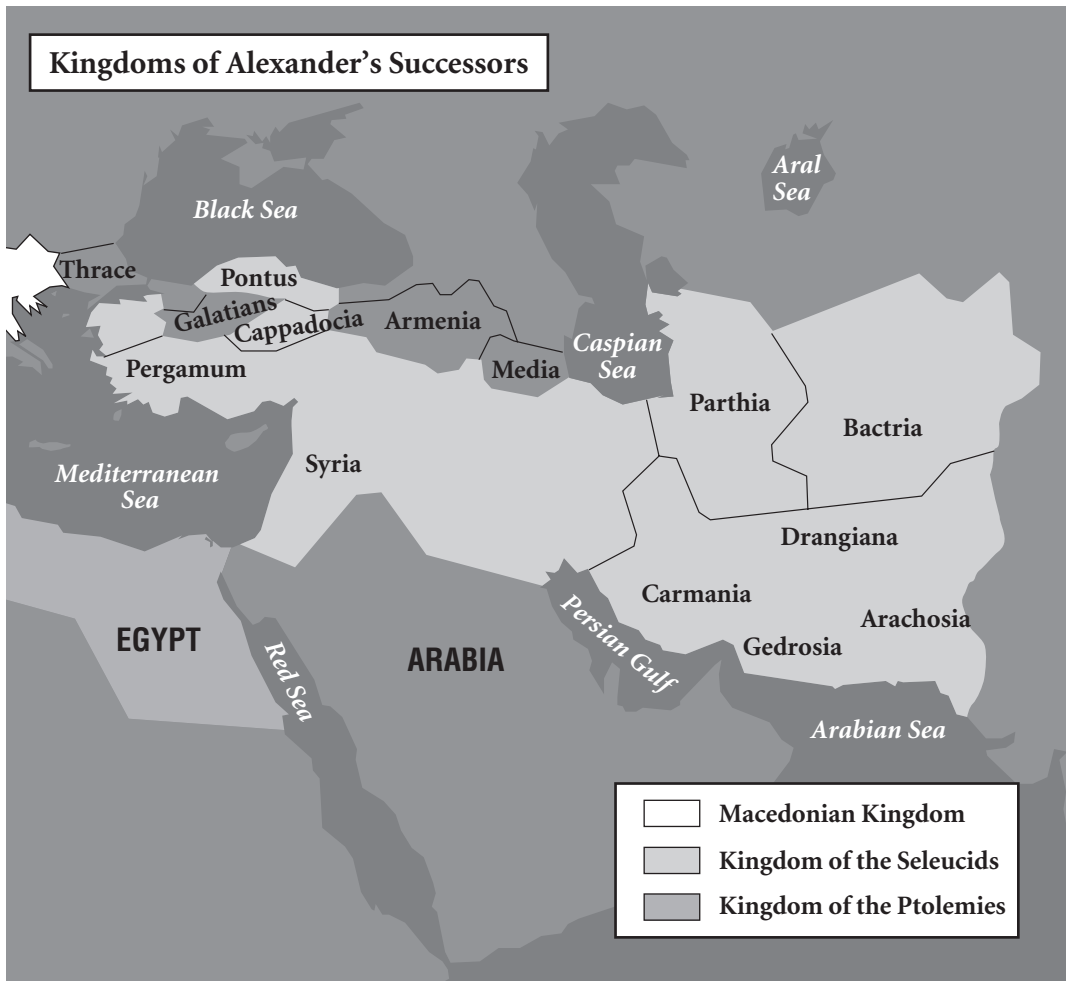 Kingdoms of Alexander’s Successors
Aral
Sea
Black Sea
Thrace
Pontus
Galatians
Cappadocia
Armenia
Caspian
Sea
Pergamum
Media
Parthia
Bactria
Syria
Mediterranean
Sea
Drangiana
Carmania
Arachosia
Persian Gulf
Gedrosia
EGYPT
Red Sea
ARABIA
Arabian Sea
Macedonian Kingdom
Kingdom of the Seleucids
Kingdom of the Ptolemies